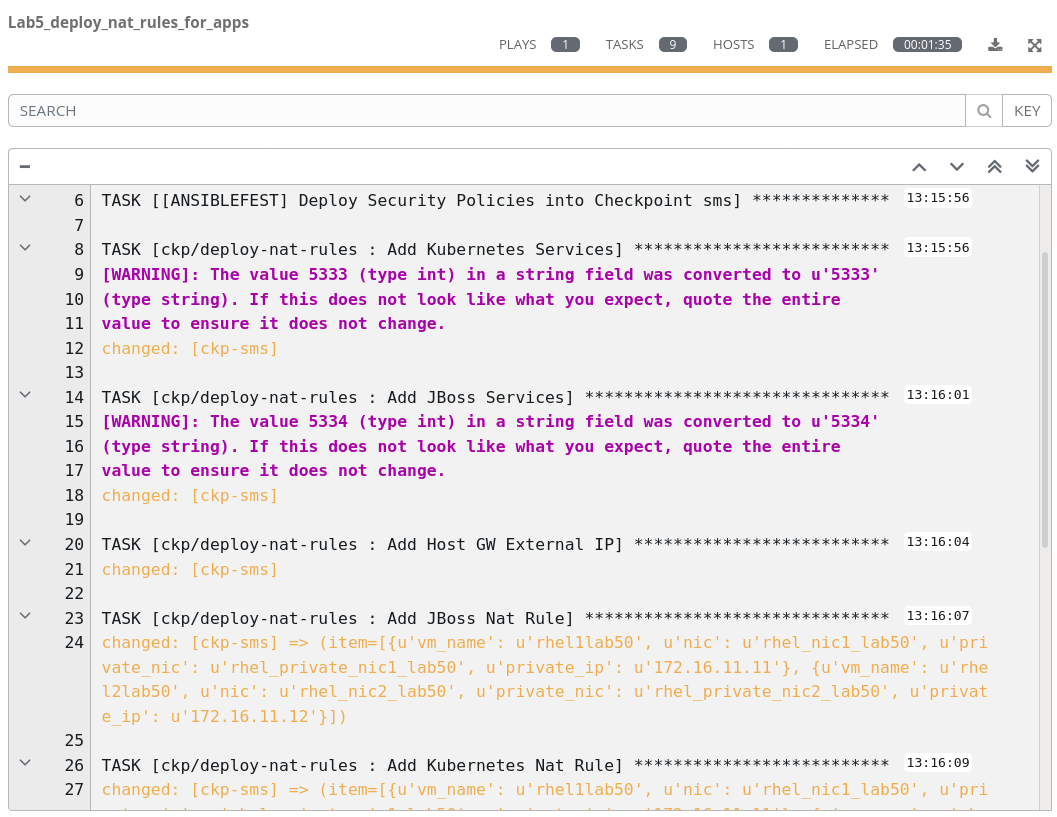 Lab5_deploy_nat_rules_for_apps
PLAYS 1 TASKS 9 HOSTS 1 ELAPSED 00:01:35
SEARCH KEY
6 TASK [[ANSIBLEFEST] Deploy Security Policies into Checkpoint sms] ************** 13:15:56
7
8 TASK [ckp/deploy-nat-rules : Add Kubernetes Services] ************************** 13:15:56
9 [WARNING]: The value 5333 (type int) in a string field was converted to u'5333'
10 (type string). If this does not look like what you expect, quote the entire
11 value to ensure it does not change.
12 changed: [ckp-sms]
13
14 TASK [ckp/deploy-nat-rules : Add JBoss Services] ******************************* 13:16:01
15 [WARNING]: The value 5334 (type int) in a string field was converted to u'5334'
16 (type string). If this does not look like what you expect, quote the entire
17 value to ensure it does not change.
18 changed: [ckp-sms]
19
20 TASK [ckp/deploy-nat-rules : Add Host GW External IP] ************************** 13:16:04
21 changed: [ckp-sms]
22
23 TASK [ckp/deploy-nat-rules : Add JBoss Nat Rule] ******************************* 13:16:07
24 changed: [ckp-sms] => (item=[{u'vm_name': u'rhel1lab50', u'nic': u'rhel_nic1_lab50', u'pri
vate_nic': u'rhel_private_nic1_lab50', u'private_ip': u'172.16.11.11'}, {u'vm_name': u'rhe
l2lab50', u'nic': u'rhel_nic2_lab50', u'private_nic': u'rhel_private_nic2_lab50', u'privat
e_ip': u'172.16.11.12'}])
25
26 TASK [ckp/deploy-nat-rules : Add Kubernetes Nat Rule] ************************** 13:16:09
27 changed: [ckp-sms] => (item=[{u'vm_name': u'rhel1lab50', u'nic': u'rhel_nic1_lab50', u'pri